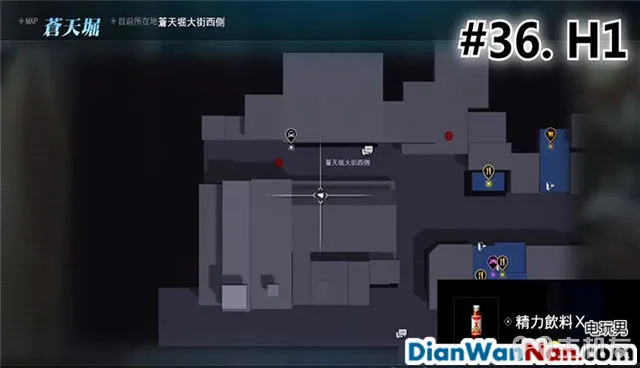 MAP 蒼天堀 目前所在地 蒼天堀大街西側
#36. H1
蒼天堀大街西側
精力飲料X
电玩男
DianWanNan.com